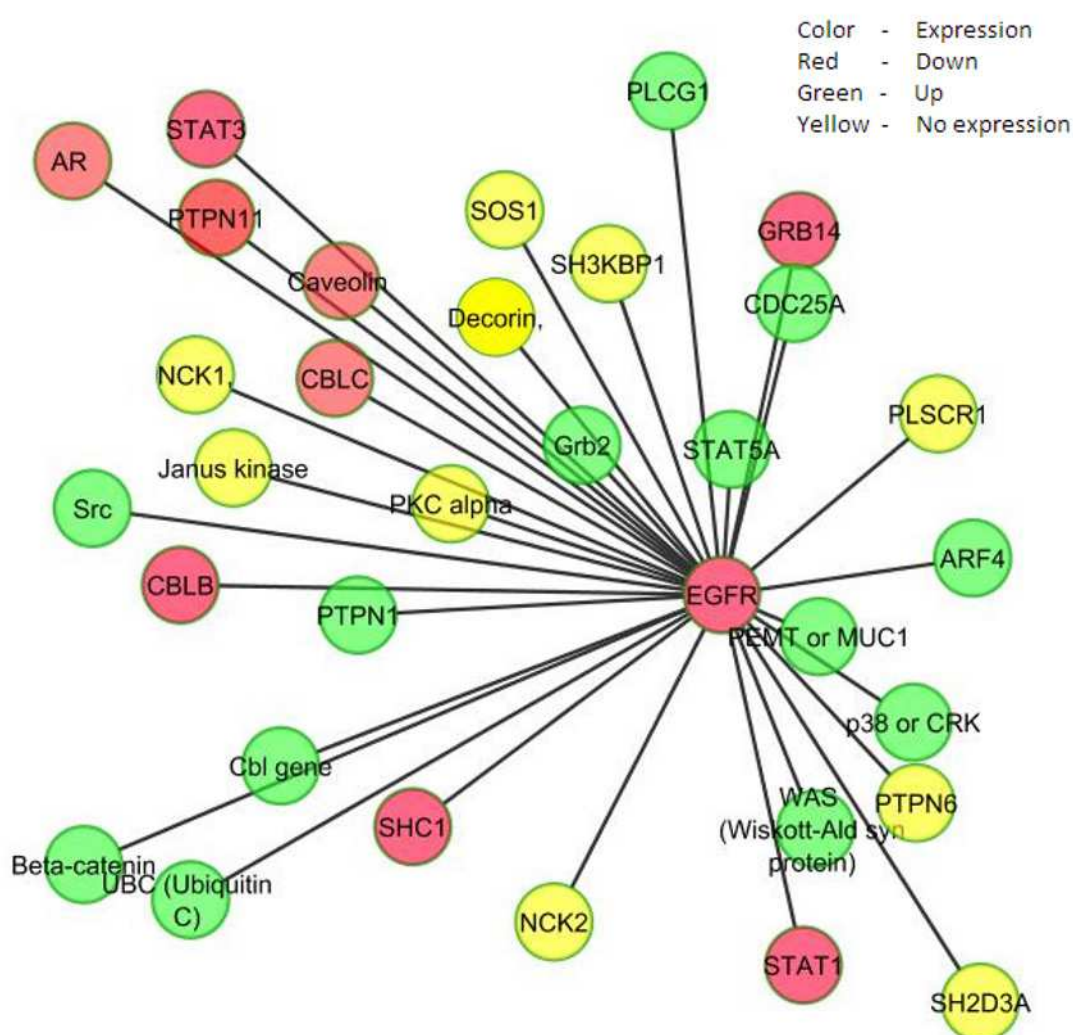 Color - Expression
Red - Down
Green - Up
Yellow - No expression
PLCG1
STAT3
AR
PTPN11
SOS1
GRB14
SH3KBP1
Caveolin
CDC25A
Decorin,
NCK1,
CBLC
PLSCR1
Grb2
STAT5A
Janus kinase
PKC alpha
Src
ARF4
CBLB
EGFR
PTPN1
PEMT or MUC1
p38 or CRK
Cbl gene
WAS
PTPN6
(Wiskott-Ald syn
protein)
SHC1
Beta-catenin
UBC (Ubiquitin
C)
NCK2
STAT1
SH2D3A